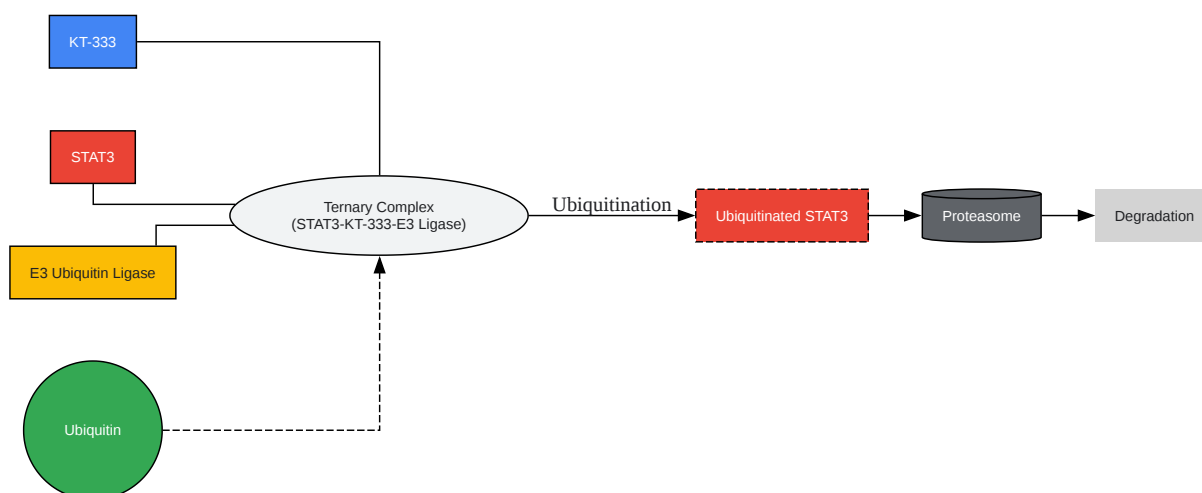 KT-333
STAT3
Ternary Complex
(STAT3-KT-333-E3 Ligase)
Ubiquitination
Ubiquitinated STAT3
Proteasome
Degradation
E3 Ubiquitin Ligase
Ubiquitin